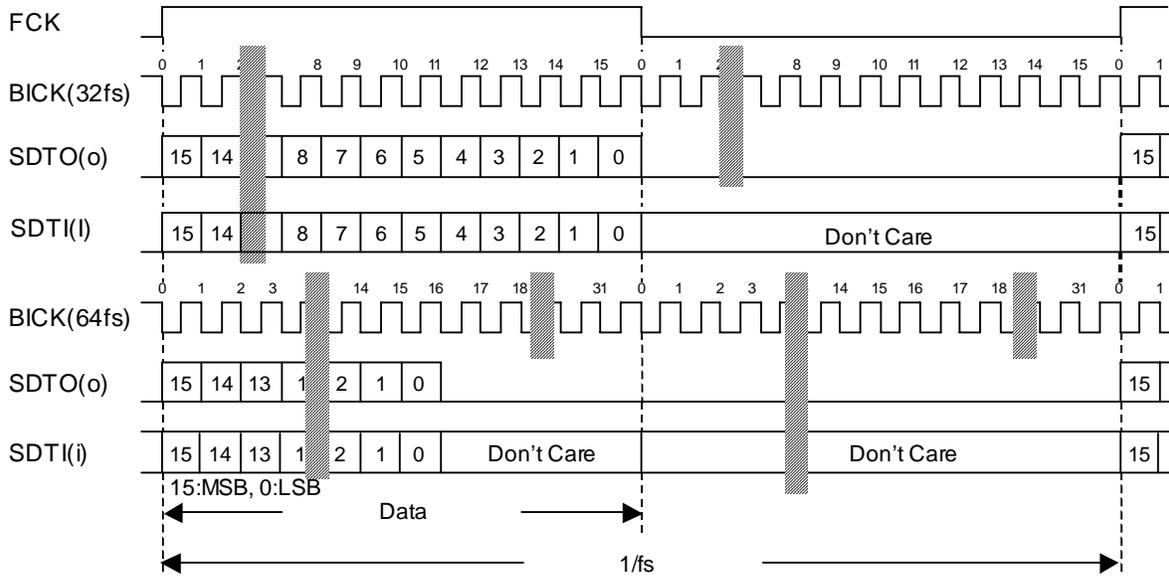 FCK
0 1 2 8 9 10 11 12 13 14 15 0 1 2 8 9 10 11 12 13 14 15 0 1
BICK(32fs)
SDTO(o) 15 14 8 7 6 5 4 3 2 1 0 15
SDTI(I) 15 14 8 7 6 5 4 3 2 1 0 Don't Care 15
0 1 2 3 14 15 16 17 18 31 0 1 2 3 14 15 16 17 18 31 0 1
BICK(64fs)
SDTO(o) 15 14 13 1 2 1 0 15
SDTI(i) 15 14 13 1 2 1 0 Don't Care Don't Care 15
15:MSB, 0:LSB
Data
1/fs